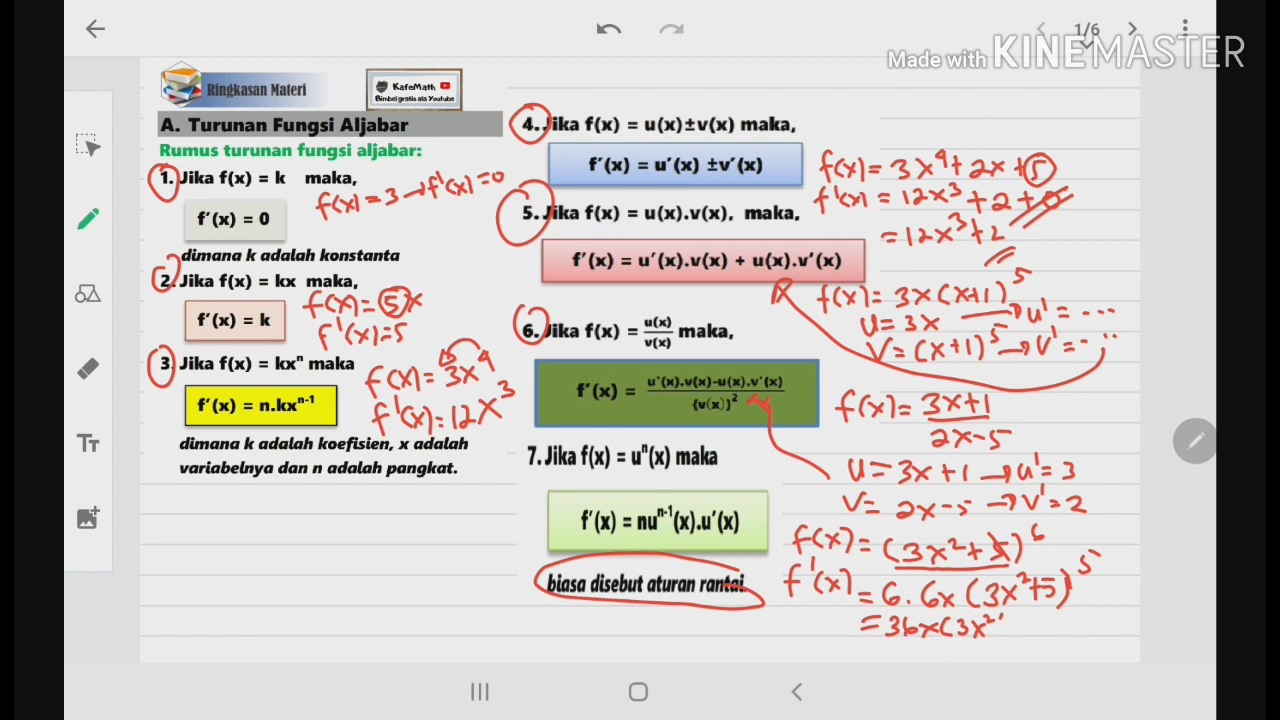 1/6
Made with KINEMASTER
Ringkasan Materi
KafeMath
Bimbel gratis ala Youtube
A. Turunan Fungsi Aljabar
Rumus turunan fungsi aljabar:
1. Jika f(x) = k maka,
f(x) = 3 → f'(x) = 0
f'(x) = 0
dimana k adalah konstanta
2. Jika f(x) = kx maka,
f(x) = 5x
f'(x) = k
f'(x) = 5
3. Jika f(x) = kxⁿ maka
f(x) = 3x⁴
f'(x) = n.kxⁿ⁻¹
f'(x) = 12x³
dimana k adalah koefisien, x adalah
variabelnya dan n adalah pangkat.
4. Jika f(x) = u(x)±v(x) maka,
f'(x) = u'(x) ±v'(x)
f(x) = 3x⁴ + 2x + 5
f'(x) = 12x³ + 2 + 0
= 12x³ + 2
5. Jika f(x) = u(x).v(x), maka,
f'(x) = u'(x).v(x) + u(x).v'(x)
f(x) = 3x(x+1)⁵
u = 3x → u' = ...
v = (x+1)⁵ → v' = ...
6. Jika f(x) = u(x)/v(x) maka,
f'(x) = u'(x).v(x)-u(x).v'(x)/{v(x)}²
f(x) = 3x+1
2x-5
u = 3x+1 → u' = 3
v = 2x-5 → v' = 2
7. Jika f(x) = uⁿ(x) maka
f'(x) = nuⁿ⁻¹(x).u'(x)
biasa disebut aturan rantai.
f(x) = (3x²+5)⁶
f'(x) = 6.6x(3x²+5)⁵
= 36x(3x²